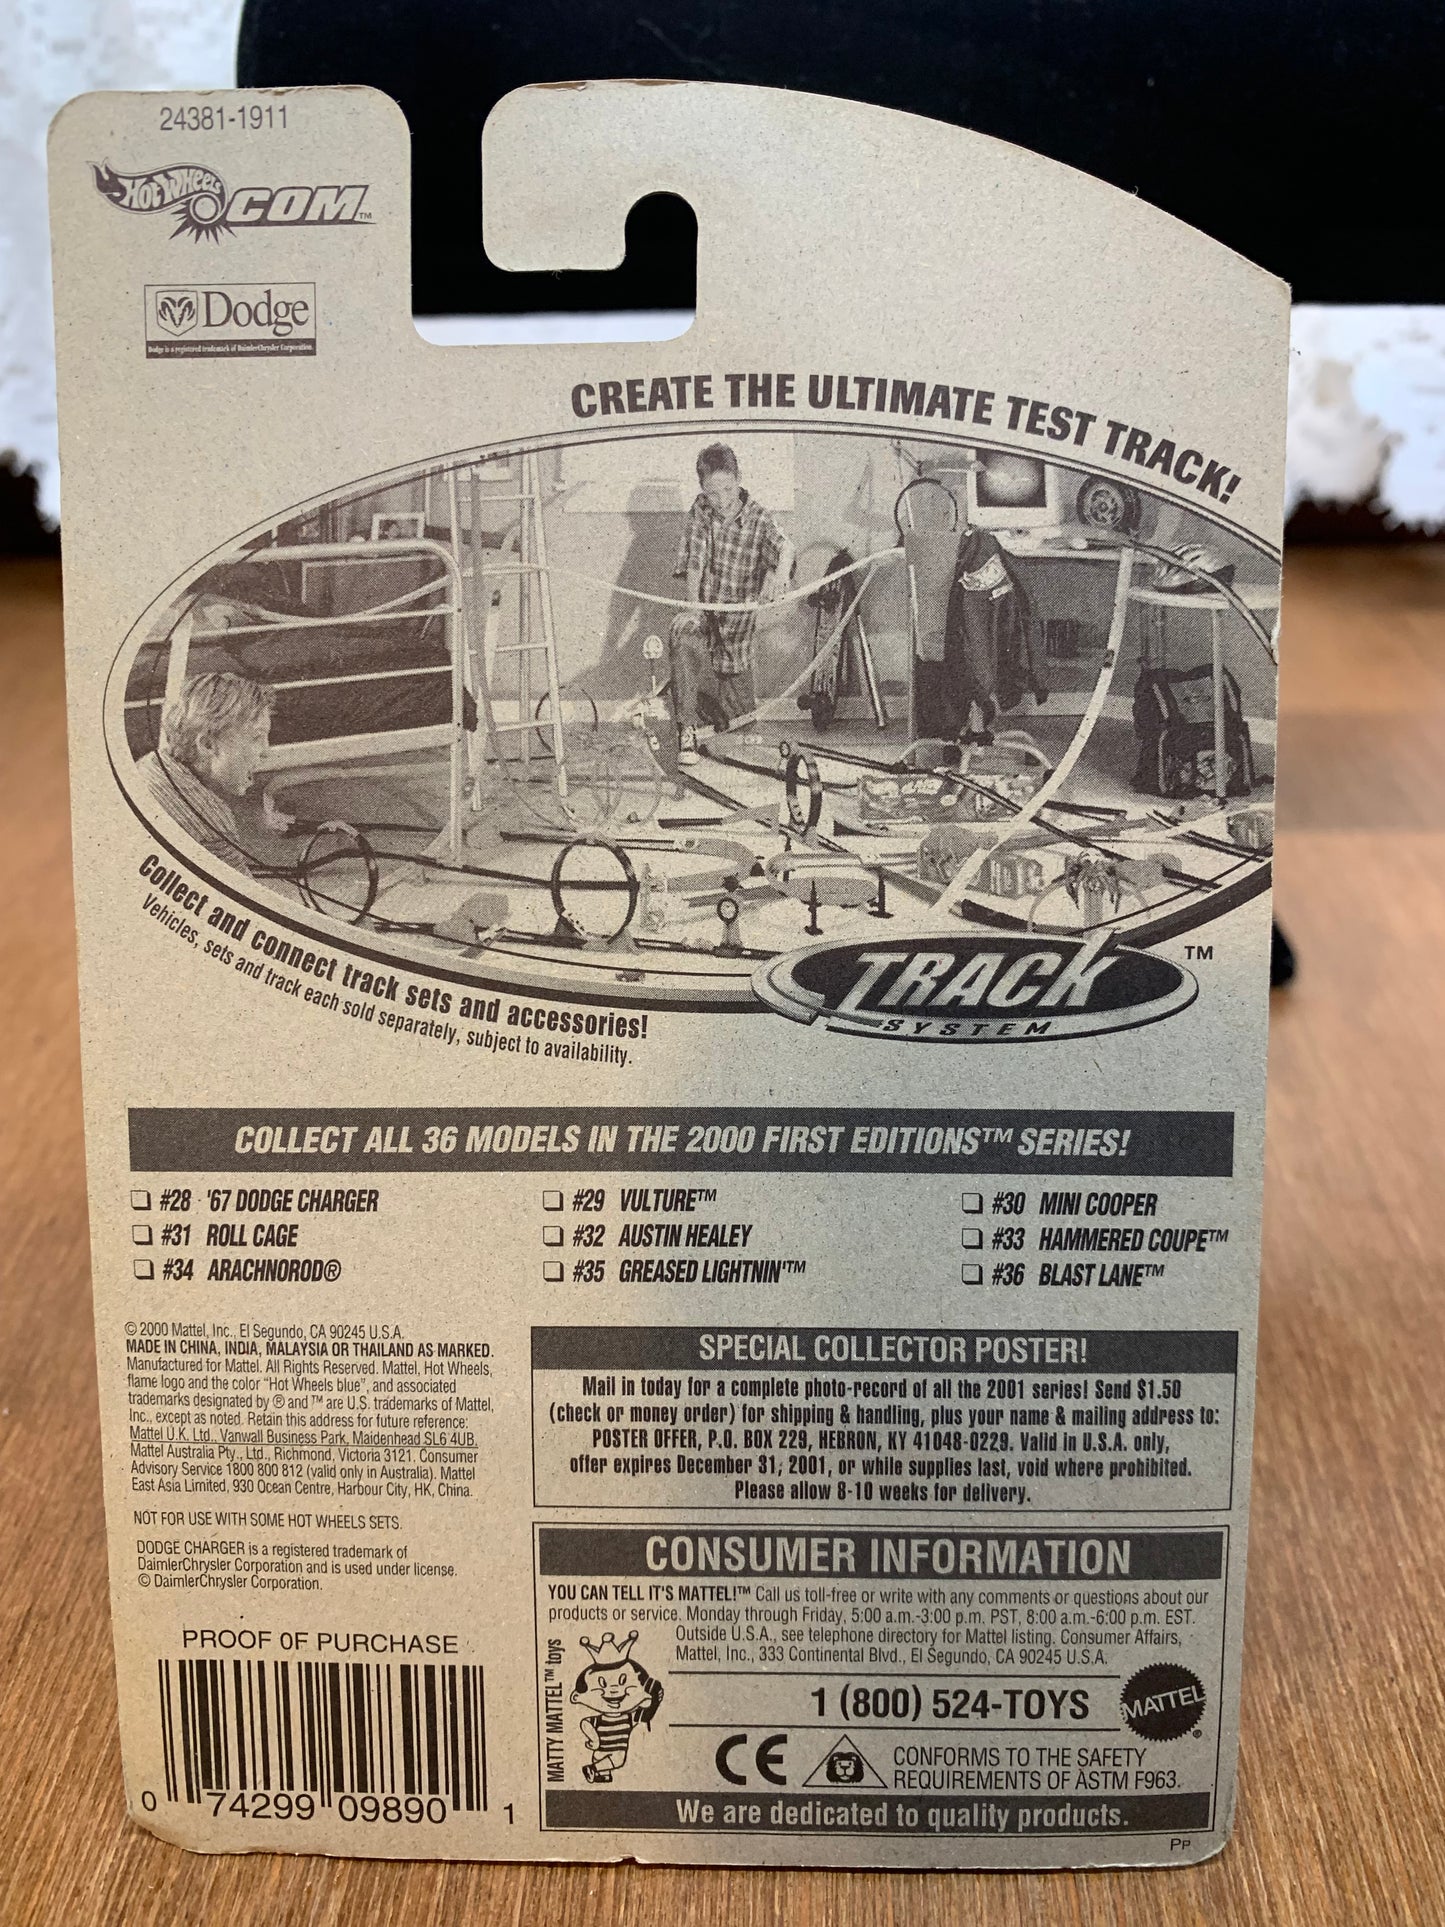 24381-1911
HOT WHEELS
.COM™
Dodge
Dodge is a registered trademark of DaimlerChrysler Corporation.
CREATE THE ULTIMATE TEST TRACK!
Collect and connect track sets and accessories!
Vehicles, sets and track each sold separately, subject to availability.
TRACK ™
SYSTEM
COLLECT ALL 36 MODELS IN THE 2000 FIRST EDITIONS™ SERIES!
#28 '67 DODGE CHARGER
#29 VULTURE™
#30 MINI COOPER
#31 ROLL CAGE
#32 AUSTIN HEALEY
#33 HAMMERED COUPE™
#34 ARACHNOROD®
#35 GREASED LIGHTNIN'™
#36 BLAST LANE™
© 2000 Mattel, Inc., El Segundo, CA 90245 U.S.A.
MADE IN CHINA, INDIA, MALAYSIA OR THAILAND AS MARKED.
Manufactured for Mattel. All Rights Reserved. Mattel, Hot Wheels,
flame logo and the color "Hot Wheels blue", and associated
trademarks designated by ® and ™ are U.S. trademarks of Mattel,
Inc., except as noted. Retain this address for future reference:
Mattel U.K. Ltd., Vanwall Business Park, Maidenhead SL6 4UB.
Mattel Australia Pty., Ltd., Richmond, Victoria 3121. Consumer
Advisory Service 1800 800 812 (valid only in Australia). Mattel
East Asia Limited, 930 Ocean Centre, Harbour City, HK, China.
NOT FOR USE WITH SOME HOT WHEELS SETS.
DODGE CHARGER is a registered trademark of
DaimlerChrysler Corporation and is used under license.
© DaimlerChrysler Corporation.
PROOF OF PURCHASE
0 74299 09890 1
SPECIAL COLLECTOR POSTER!
Mail in today for a complete photo-record of all the 2001 series! Send $1.50
(check or money order) for shipping & handling, plus your name & mailing address to:
POSTER OFFER, P.O. BOX 229, HEBRON, KY 41048-0229. Valid in U.S.A. only,
offer expires December 31, 2001, or while supplies last, void where prohibited.
Please allow 8-10 weeks for delivery.
CONSUMER INFORMATION
YOU CAN TELL IT'S MATTEL!™ Call us toll-free or write with any comments or questions about our
products or service. Monday through Friday, 5:00 a.m.-3:00 p.m. PST, 8:00 a.m.-6:00 p.m. EST.
Outside U.S.A., see telephone directory for Mattel listing. Consumer Affairs,
Mattel, Inc., 333 Continental Blvd., El Segundo, CA 90245 U.S.A.
MATTY MATTEL™ toys
1 (800) 524-TOYS
MATTEL ®
CE
CONFORMS TO THE SAFETY
REQUIREMENTS OF ASTM F963.
We are dedicated to quality products.
PP